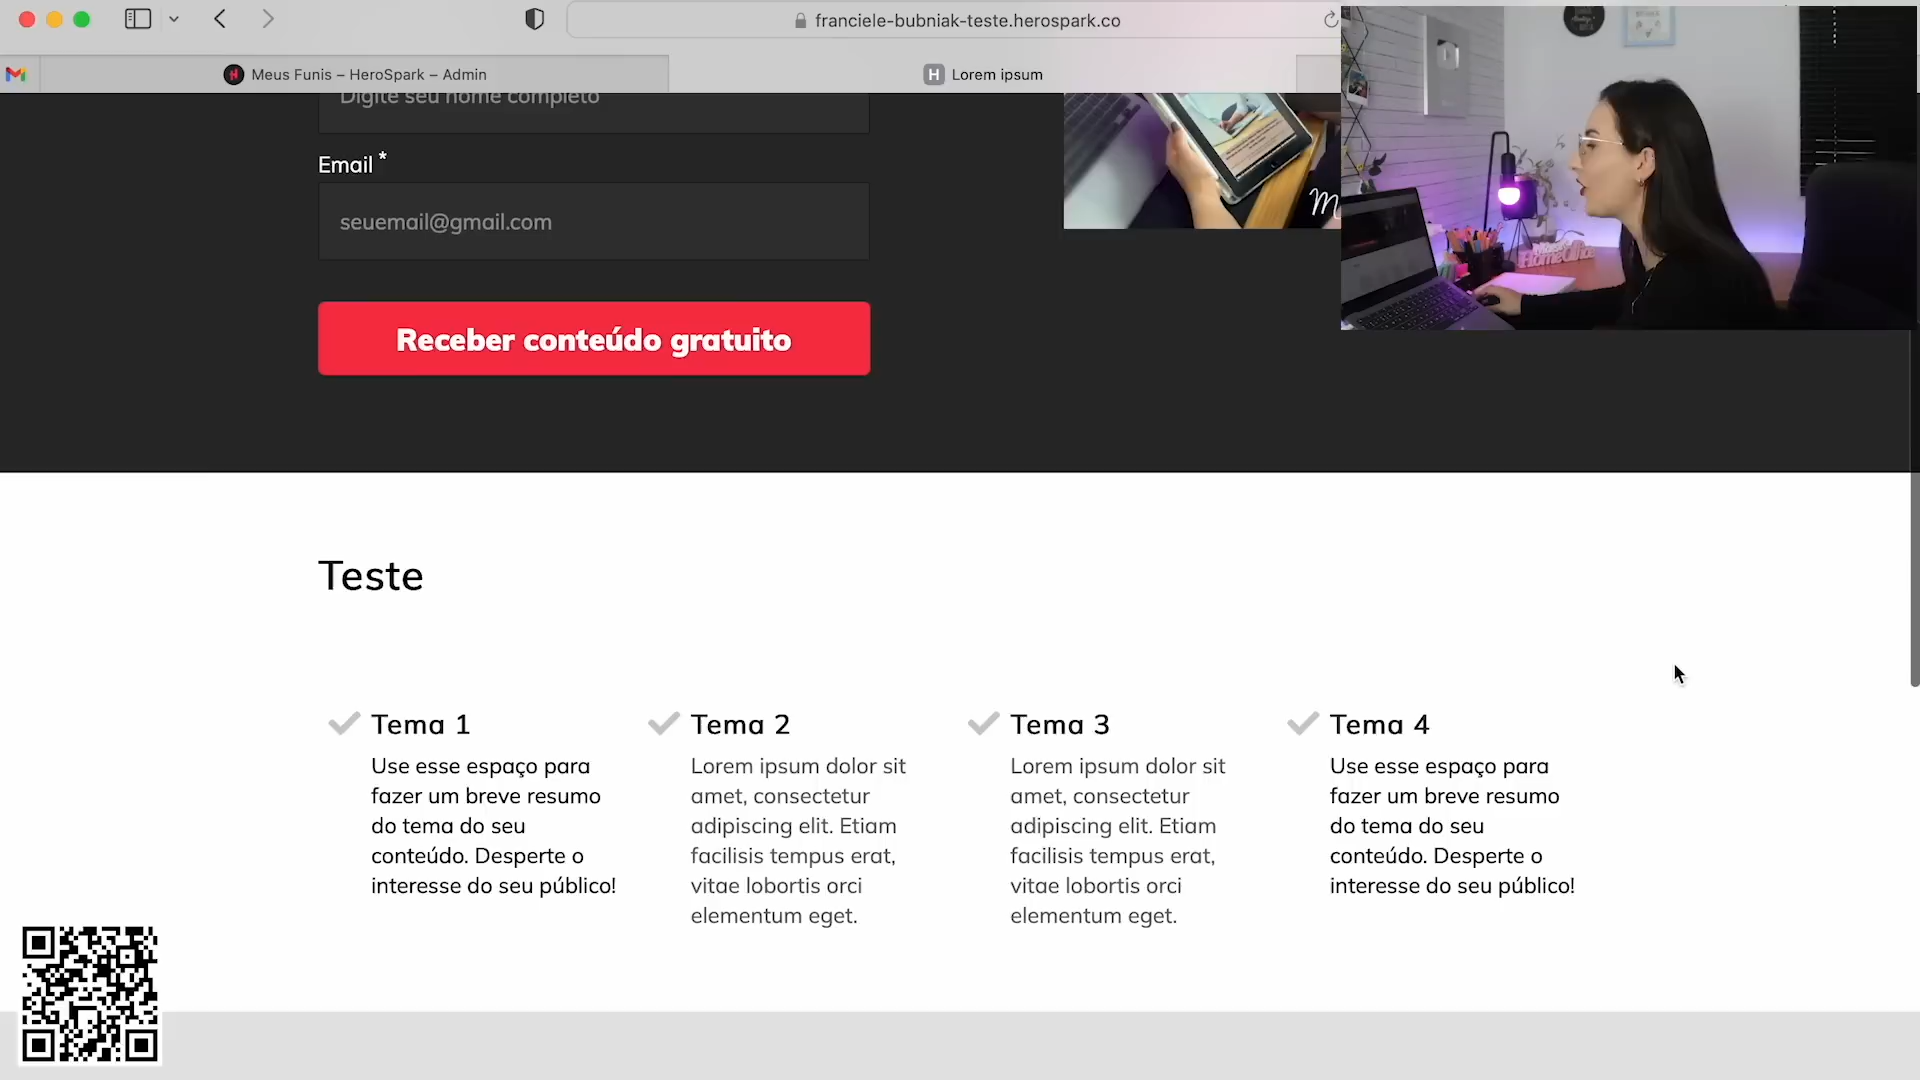 franciele-bubniak-teste.herospark.co
Meus Funis – HeroSpark – Admin
H Lorem ipsum
Digite seu nome completo
Email *
seuemail@gmail.com
Receber conteúdo gratuito
Teste
Tema 1
Use esse espaço para
fazer um breve resumo
do tema do seu
conteúdo. Desperte o
interesse do seu público!
Tema 2
Lorem ipsum dolor sit
amet, consectetur
adipiscing elit. Etiam
facilisis tempus erat,
vitae lobortis orci
elementum eget.
Tema 3
Lorem ipsum dolor sit
amet, consectetur
adipiscing elit. Etiam
facilisis tempus erat,
vitae lobortis orci
elementum eget.
Tema 4
Use esse espaço para
fazer um breve resumo
do tema do seu
conteúdo. Desperte o
interesse do seu público!